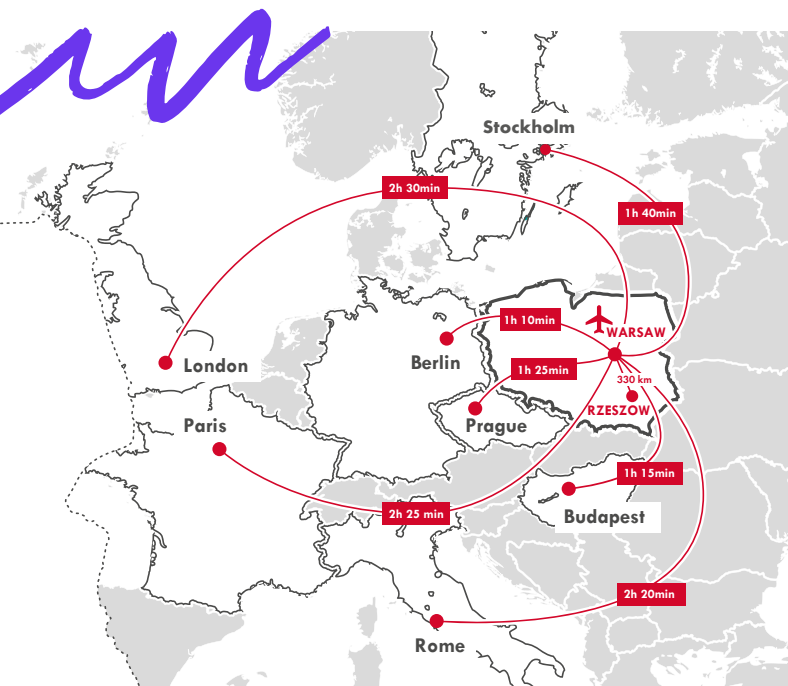 Stockholm
2h 30min
1h 40min
1h 10min
WARSAW
London
Berlin
1h 25min
330 km
RZESZOW
Paris
Prague
1h 15min
2h 25 min
Budapest
2h 20min
Rome